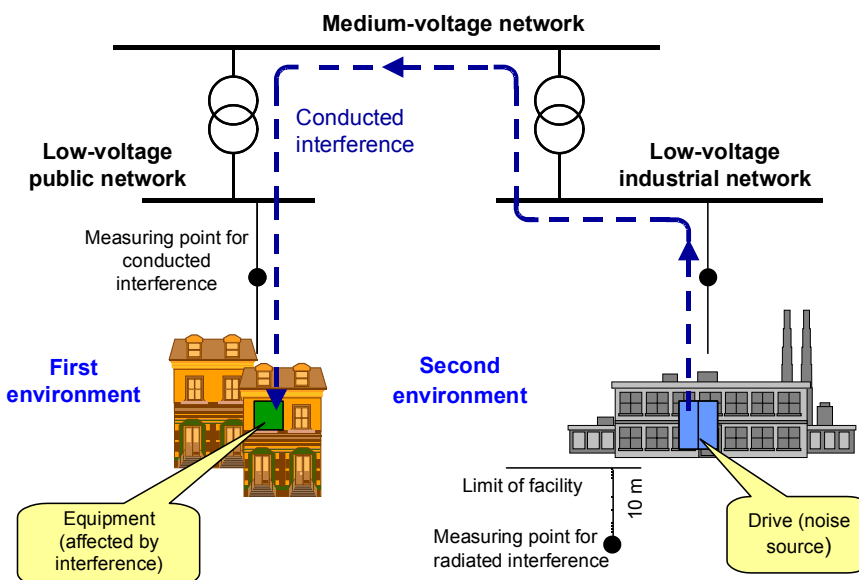 Medium-voltage network
Conducted
interference
Low-voltage
public network
Low-voltage
industrial network
Measuring point for
conducted
interference
First
environment
Second
environment
Limit of facility
10 m
Measuring point for
radiated interference
Equipment
(affected by
interference)
Drive (noise
source)